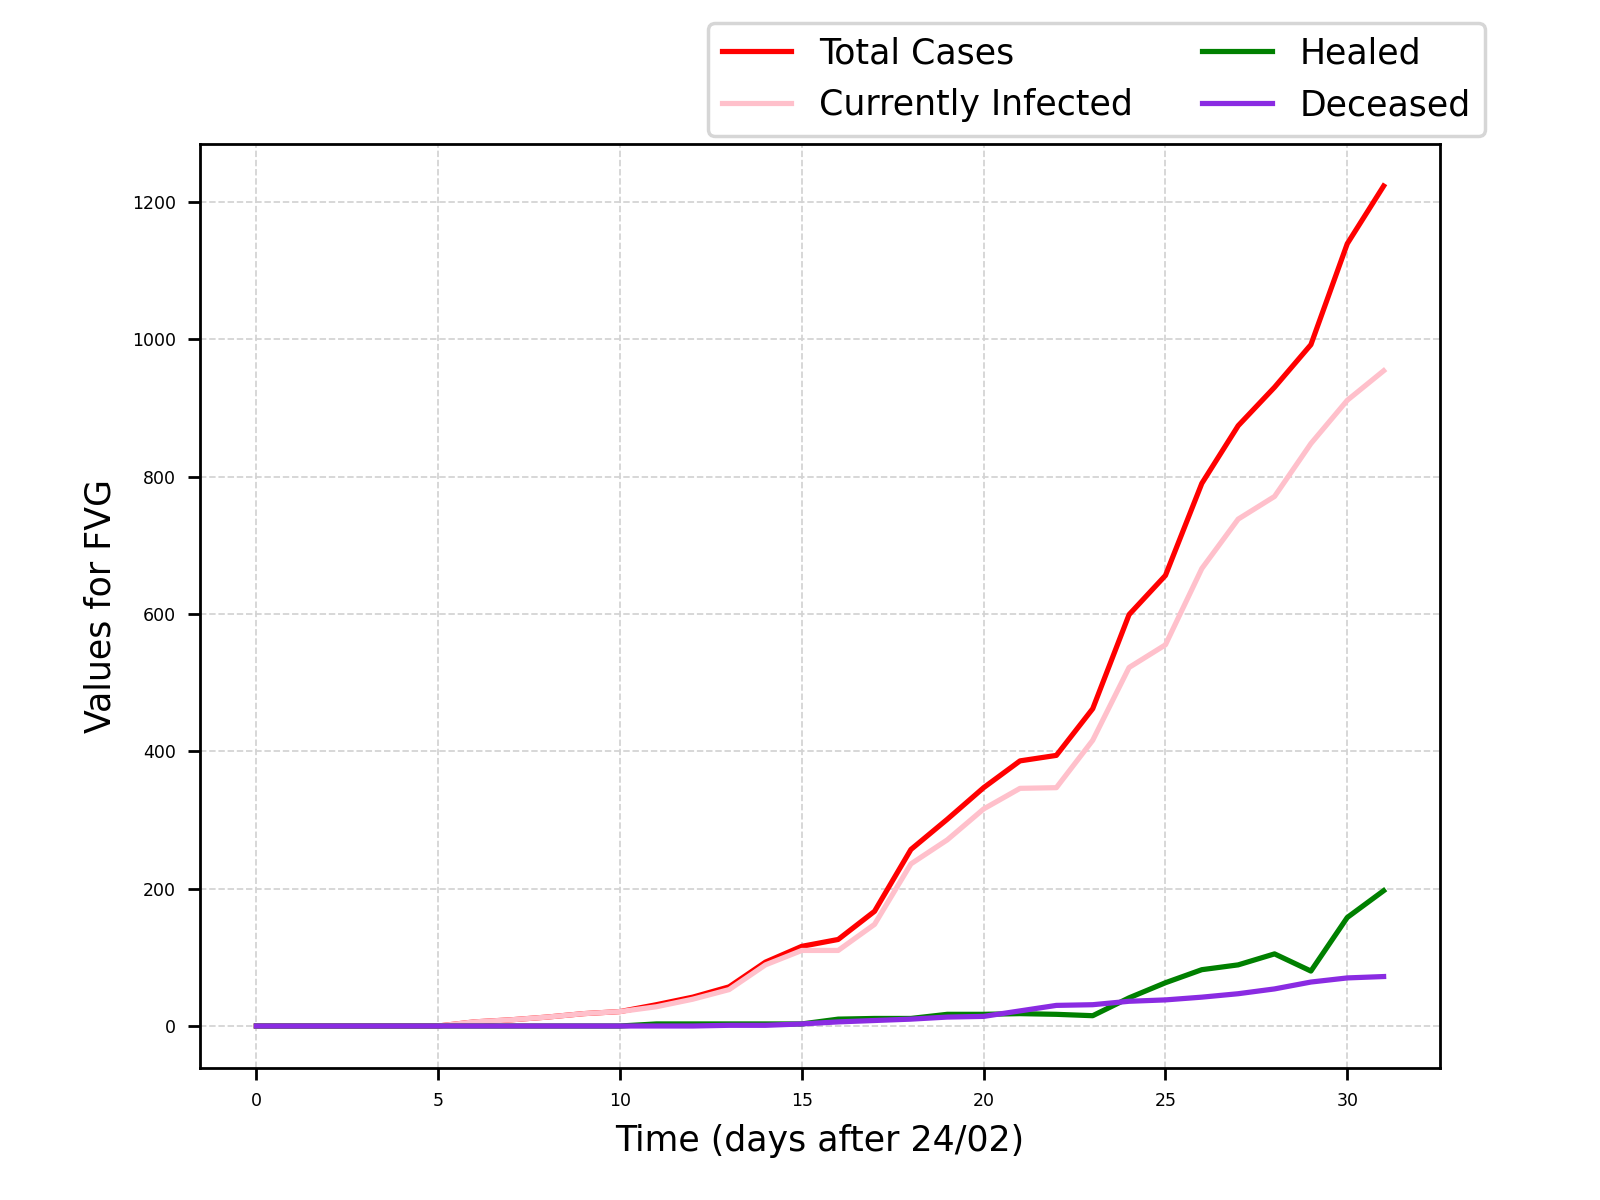 Total Cases
Currently Infected
Healed
Deceased
1200
1000
800
600
400
200
0
Values for FVG
0 5 10 15 20 25 30
Time (days after 24/02)